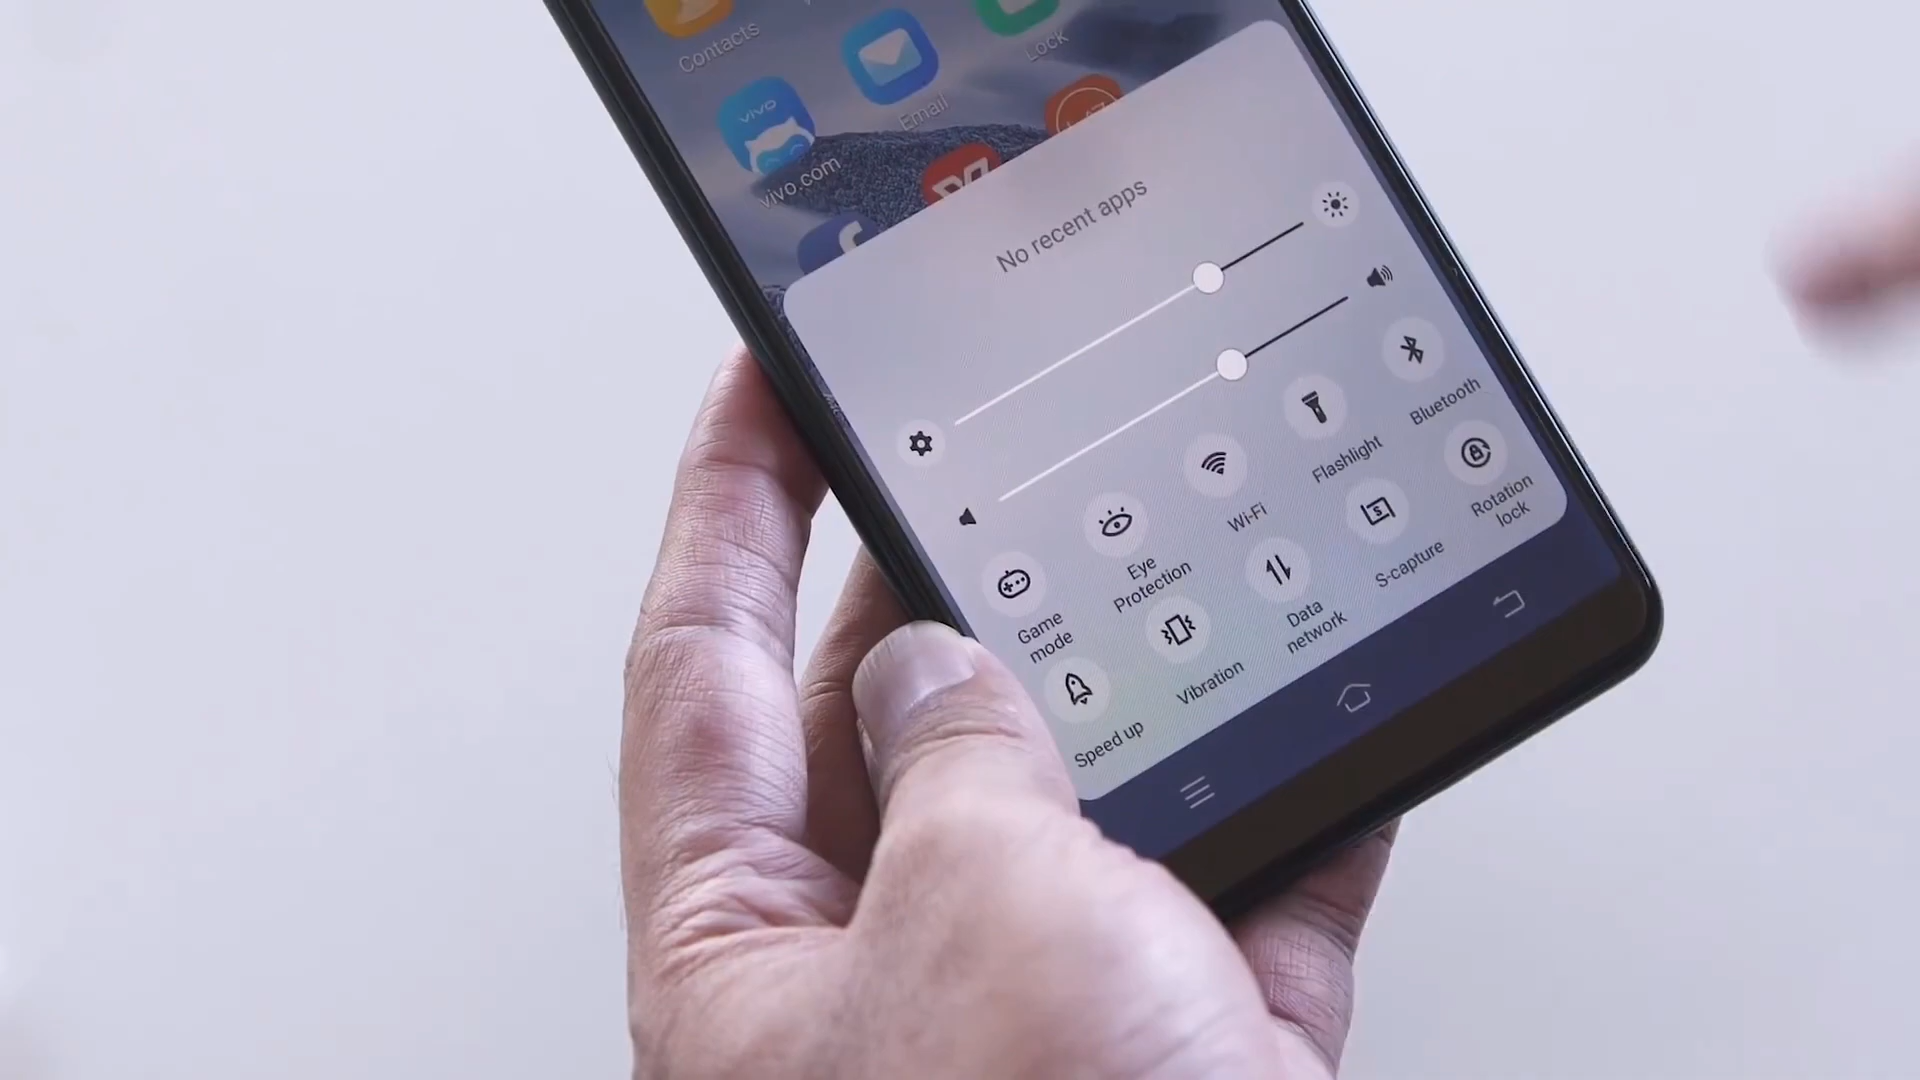 Contacts
Lock
Email
vivo
vivo.com
No recent apps
Bluetooth
Flashlight
Wi-Fi
Eye
Protection
Game
mode
Rotation
lock
S-capture
Data
network
Vibration
Speed up